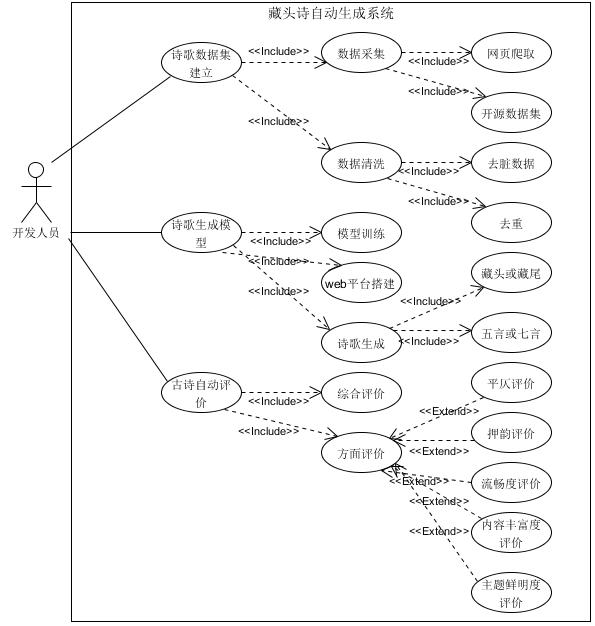 藏头诗自动生成系统
诗歌数据集
建立
<<Include>>
数据采集
<<Include>>
网页爬取
<<Include>>
开源数据集
<<Include>>
数据清洗
<<Include>>
去脏数据
<<Include>>
去重
开发人员
诗歌生成模
型
<<Include>>
模型训练
<<Include>>
web平台搭建
<<Include>>
诗歌生成
<<Include>>
藏头或藏尾
<<Include>>
五言或七言
古诗自动评
价
<<Include>>
综合评价
<<Include>>
方面评价
<<Extend>>
平仄评价
<<Extend>>
押韵评价
<<Extend>>
流畅度评价
<<Extend>>
内容丰富度
评价
<<Extend>>
主题鲜明度
评价